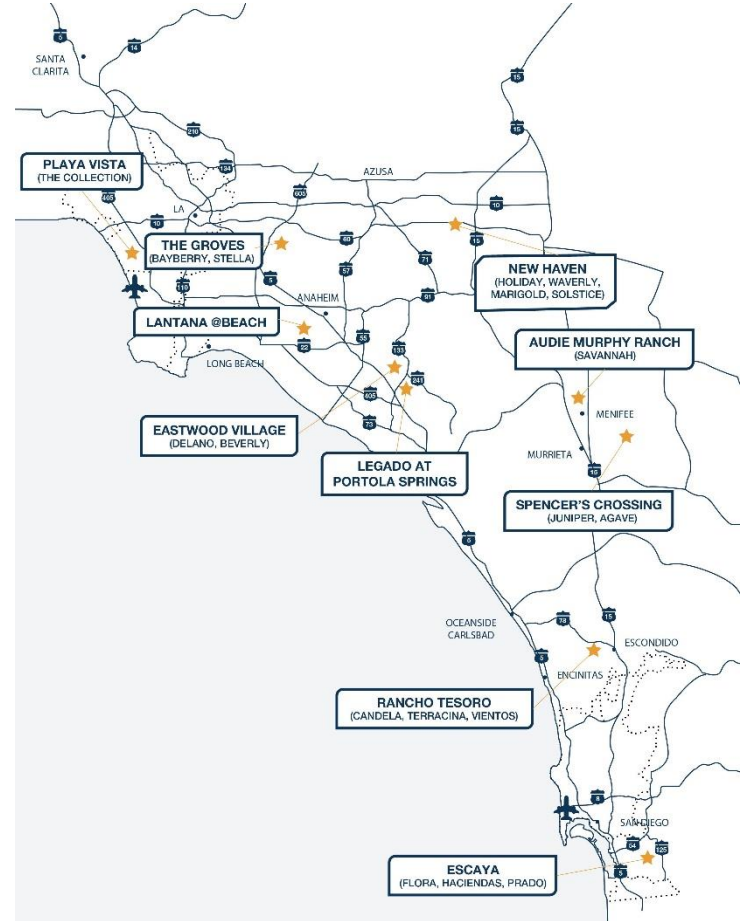 5
14
SANTA
CLARITA
15
15
210
PLAYA VISTA
(THE COLLECTION)
134
AZUSA
605
405
10
LA
10
THE GROVES
(BAYBERRY, STELLA)
60
15
57
71
5
NEW HAVEN
(HOLIDAY, WAVERLY,
MARIGOLD, SOLSTICE)
110
ANAHEIM
91
LANTANA @BEACH
55
22
LONG BEACH
133
241
AUDIE MURPHY RANCH
(SAVANNAH)
405
73
MENIFEE
EASTWOOD VILLAGE
(DELANO, BEVERLY)
MURRIETA
LEGADO AT
PORTOLA SPRINGS
15
SPENCER'S CROSSING
(JUNIPER, AGAVE)
5
OCEANSIDE
CARLSBAD
78
15
ESCONDIDO
5
ENCINITAS
RANCHO TESORO
(CANDELA, TERRACINA, VIENTOS)
8
SAN DIEGO
54
125
ESCAYA
(FLORA, HACIENDAS, PRADO)
5